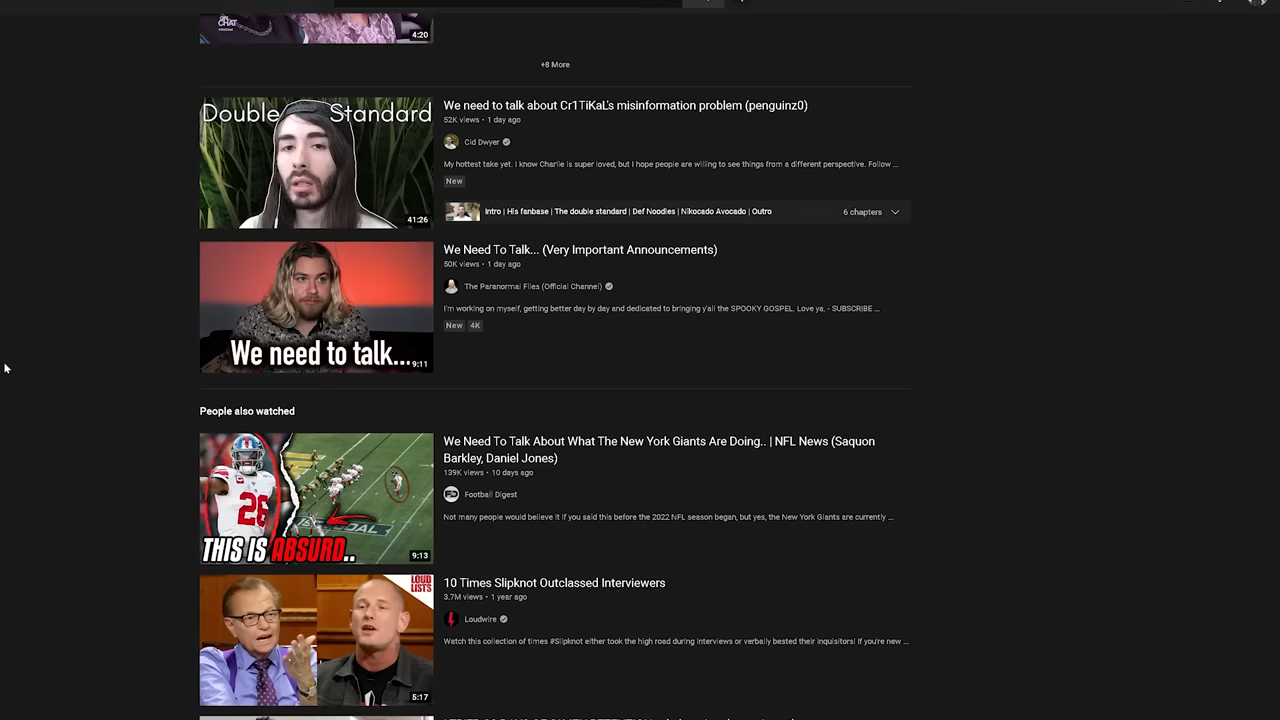 CHAT
4:20
+8 More
Double Standard
41:26
We need to talk about Cr1TiKaL's misinformation problem (penguinz0)
52K views • 1 day ago
Cid Dwyer
My hottest take yet. I know Charlie is super loved, but I hope people are willing to see things from a different perspective. Follow ...
New
Intro | His fanbase | The double standard | Def Noodles | Nikocado Avocado | Outro
6 chapters
We need to talk...
9:11
We Need To Talk... (Very Important Announcements)
50K views • 1 day ago
The Paranormal Files (Official Channel)
I'm working on myself, getting better day by day and dedicated to bringing y'all the SPOOKY GOSPEL. Love ya. - SUBSCRIBE ...
New 4K
People also watched
26
GOAL
THIS IS ABSURD..
9:13
We Need To Talk About What The New York Giants Are Doing.. | NFL News (Saquon
Barkley, Daniel Jones)
139K views • 10 days ago
FD
Football Digest
Not many people would believe it if you said this before the 2022 NFL season began, but yes, the New York Giants are currently ...
LOUD
LISTS
5:17
10 Times Slipknot Outclassed Interviewers
3.7M views • 1 year ago
Loudwire
Watch this collection of times #Slipknot either took the high road during interviews or verbally bested their inquisitors! If you're new ...